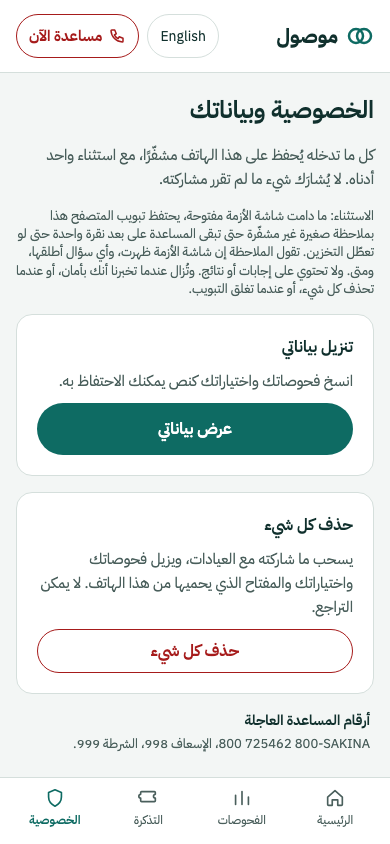 موصول
English
مساعدة الآن
الخصوصية وبياناتك
كل ما تدخله يُحفظ على هذا الهاتف مشفّرًا، مع استثناء واحد
أدناه. لا يُشارَك شيء ما لم تقرر مشاركته.
الاستثناء: ما دامت شاشة الأزمة مفتوحة، يحتفظ تبويب المتصفح هذا
بملاحظة صغيرة غير مشفّرة حتى تبقى المساعدة على بعد نقرة واحدة حتى لو
تعطّل التخزين. تقول الملاحظة إن شاشة الأزمة ظهرت، وأي سؤال أطلقها،
ومتى. ولا تحتوي على إجابات أو نتائج. وتُزال عندما تخبرنا أنك بأمان، أو عندما
تحذف كل شيء، أو عندما تغلق التبويب.
تنزيل بياناتي
انسخ فحوصاتك واختياراتك كنص يمكنك الاحتفاظ به.
عرض بياناتي
حذف كل شيء
يسحب ما شاركته مع العيادات، ويزيل فحوصاتك
واختياراتك والمفتاح الذي يحميها من هذا الهاتف. لا يمكن
التراجع.
حذف كل شيء
أرقام المساعدة العاجلة
800-SAKINA 800 725462، الإسعاف 998، الشرطة 999.
الرئيسية
الفحوصات
التذكرة
الخصوصية